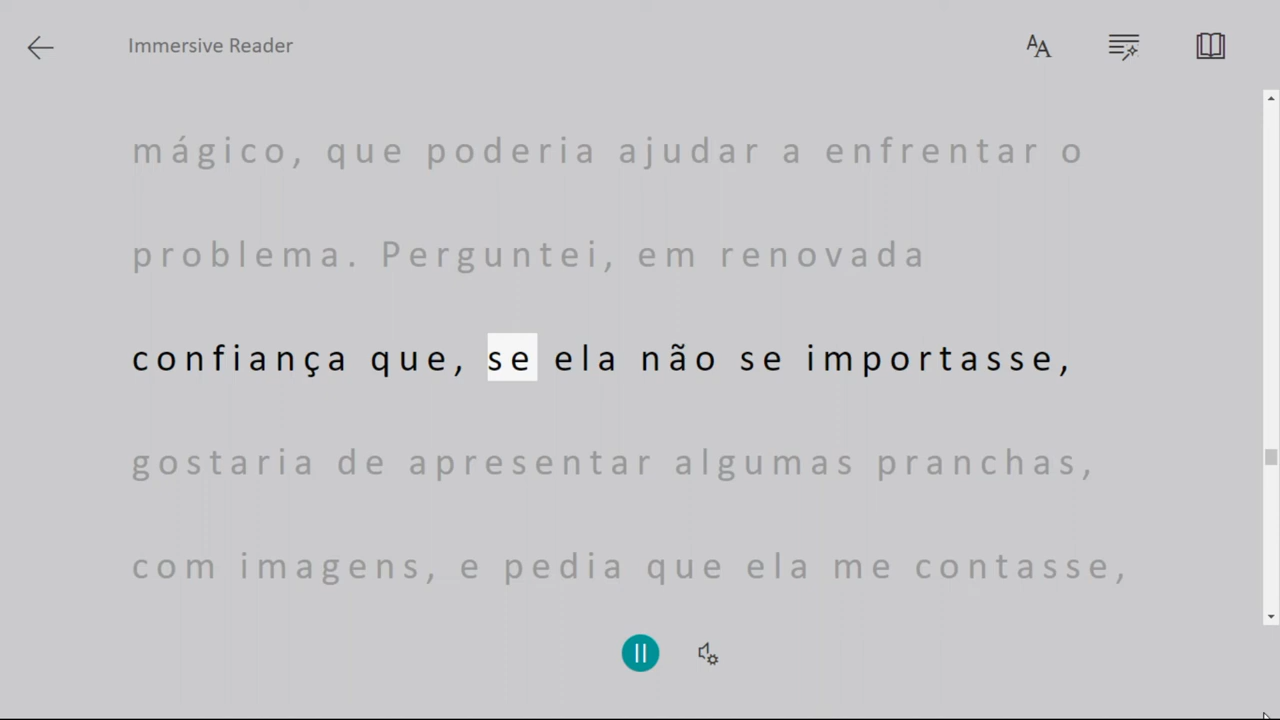 Immersive Reader
mágico, que poderia ajudar a enfrentar o
problema. Perguntei, em renovada
confiança que, se ela não se importasse,
gostaria de apresentar algumas pranchas,
com imagens, e pedia que ela me contasse,